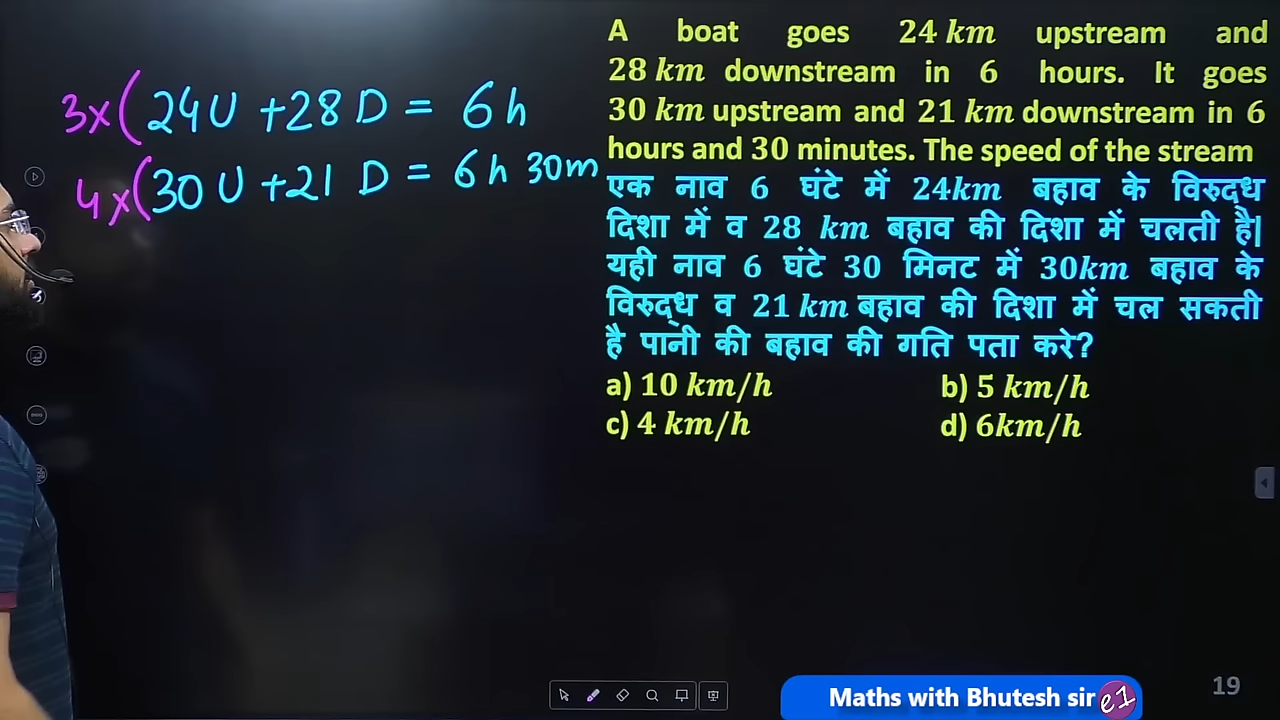 3x(24U +28D = 6h
4x(30U +21 D = 6h 30m
A boat goes 24 km upstream and
28 km downstream in 6 hours. It goes
30 km upstream and 21 km downstream in 6
hours and 30 minutes. The speed of the stream
एक नाव 6 घंटे में 24km बहाव के विरुद्ध
दिशा में व 28 km बहाव की दिशा में चलती है|
यही नाव 6 घंटे 30 मिनट में 30km बहाव के
विरुद्ध व 21 km बहाव की दिशा में चल सकती
है पानी की बहाव की गति पता करे?
a) 10 km/h b) 5 km/h
c) 4 km/h d) 6km/h
Maths with Bhutesh sir
19